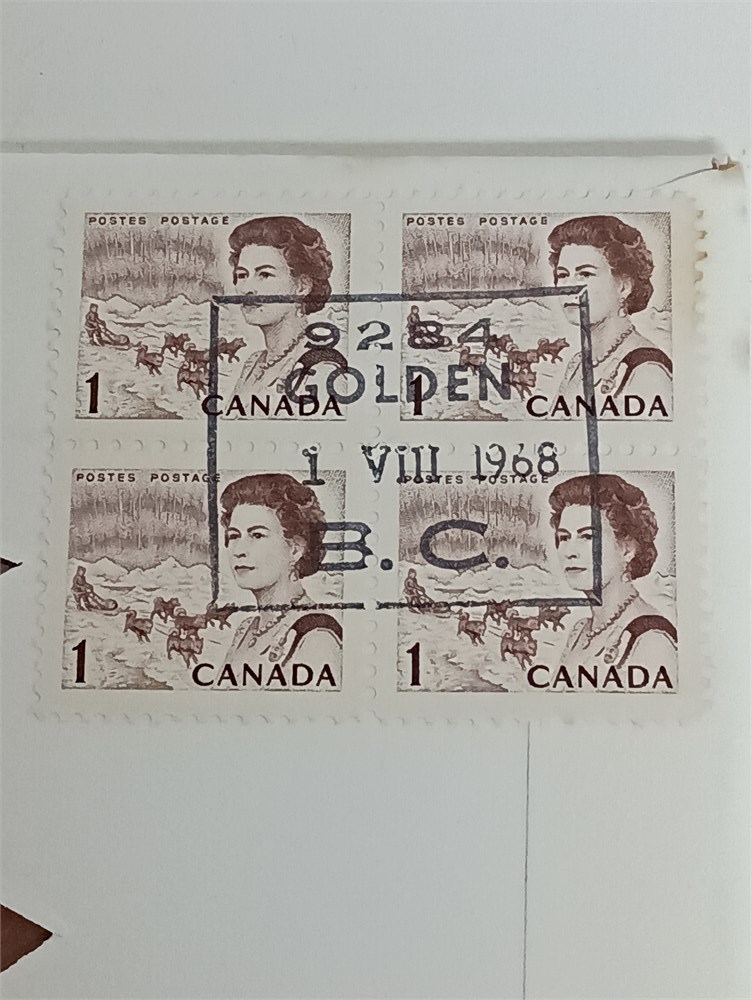 POSTES POSTAGE
1 CANADA
POSTES POSTAGE
1 CANADA
9284
GOLDEN
1 VIII 1968
B.C.
POSTES POSTAGE
1 CANADA
POSTES POSTAGE
1 CANADA